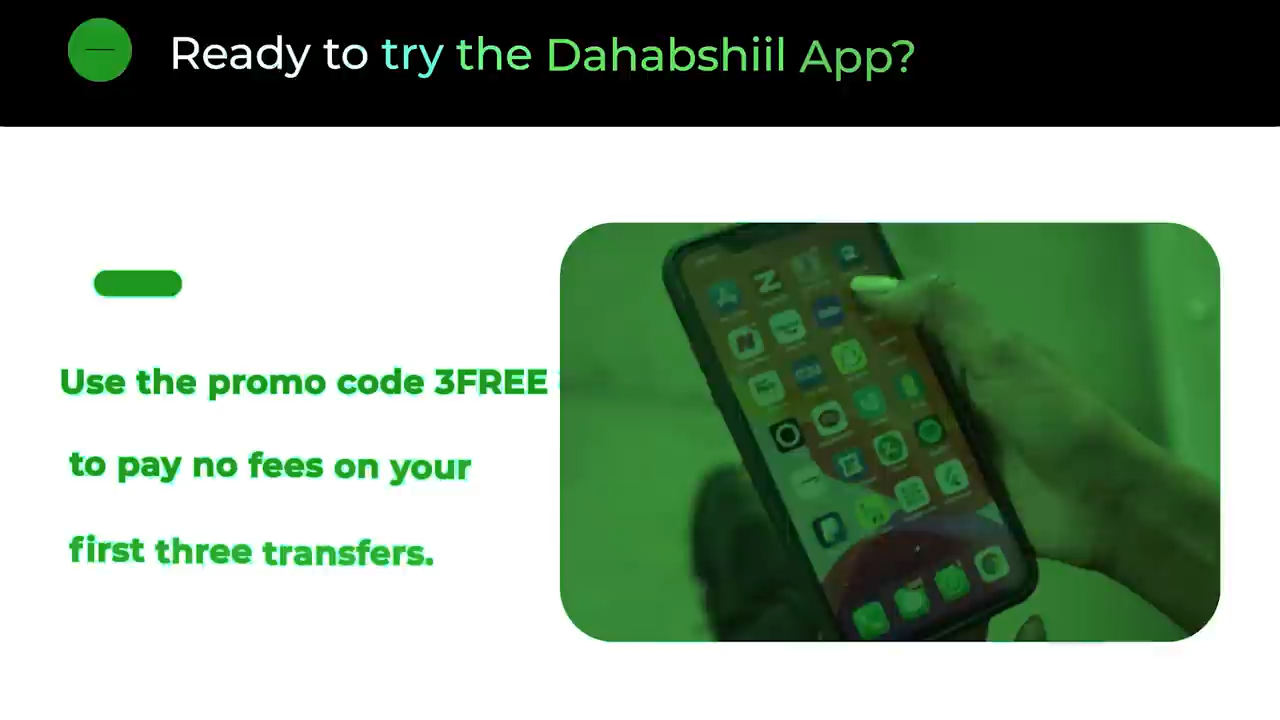 Ready to try the Dahabshiil App?
Use the promo code 3FREE
to pay no fees on your
first three transfers.